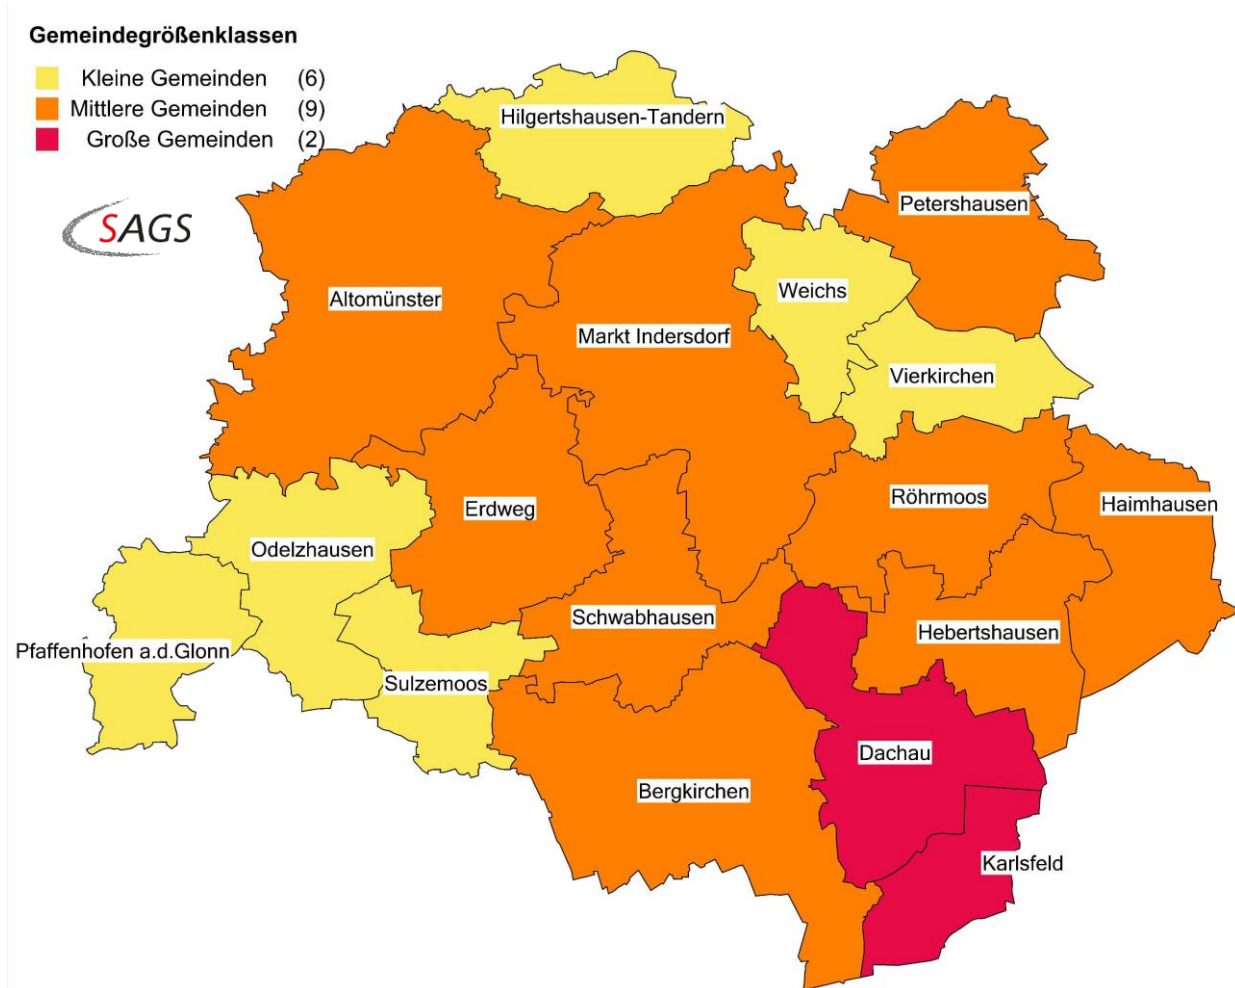 Gemeindegrößenklassen
Kleine Gemeinden (6)
Mittlere Gemeinden (9)
Große Gemeinden (2)
SAGS
Hilgertshausen-Tandern
Petershausen
Altomünster
Weichs
Markt Indersdorf
Vierkirchen
Röhrmoos
Haimhausen
Erdweg
Odelzhausen
Schwabhausen
Hebertshausen
Pfaffenhofen a.d.Glonn
Sulzemoos
Dachau
Bergkirchen
Karlsfeld